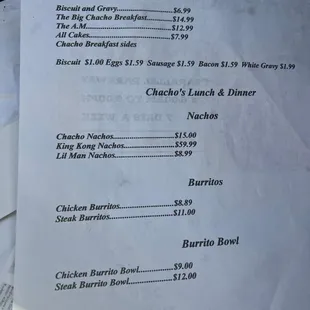 Biscuit and Gravy....................$6.99
The Big Chacho Breakfast.........$14.99
The A.M...............................$12.99
All Cakes..............................$7.99
Chacho Breakfast sides
Biscuit $1.00 Eggs $1.59 Sausage $1.59 Bacon $1.59 White Gravy $1.99
Chacho's Lunch & Dinner
Nachos
Chacho Nachos....................$15.00
King Kong Nachos.................$59.99
Lil Man Nachos....................$8.99
Burritos
Chicken Burritos....................$8.89
Steak Burritos.......................$11.00
Burrito Bowl
Chicken Burrito Bowl..............$9.00
Steak Burrito Bowl.................$12.00